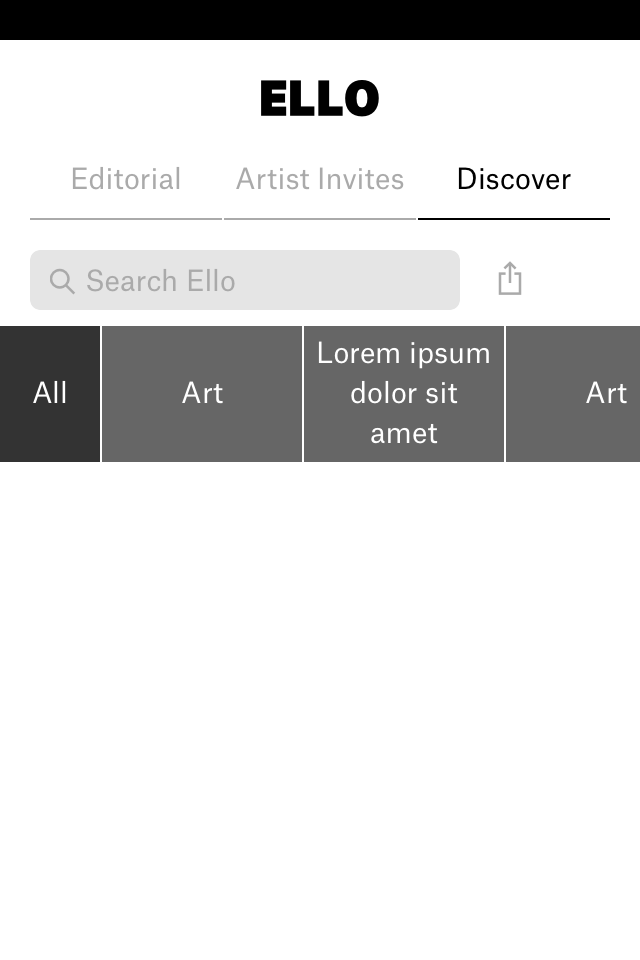 ELLO
Editorial
Artist Invites
Discover
Search Ello
All
Art
Lorem ipsum
dolor sit
amet
Art